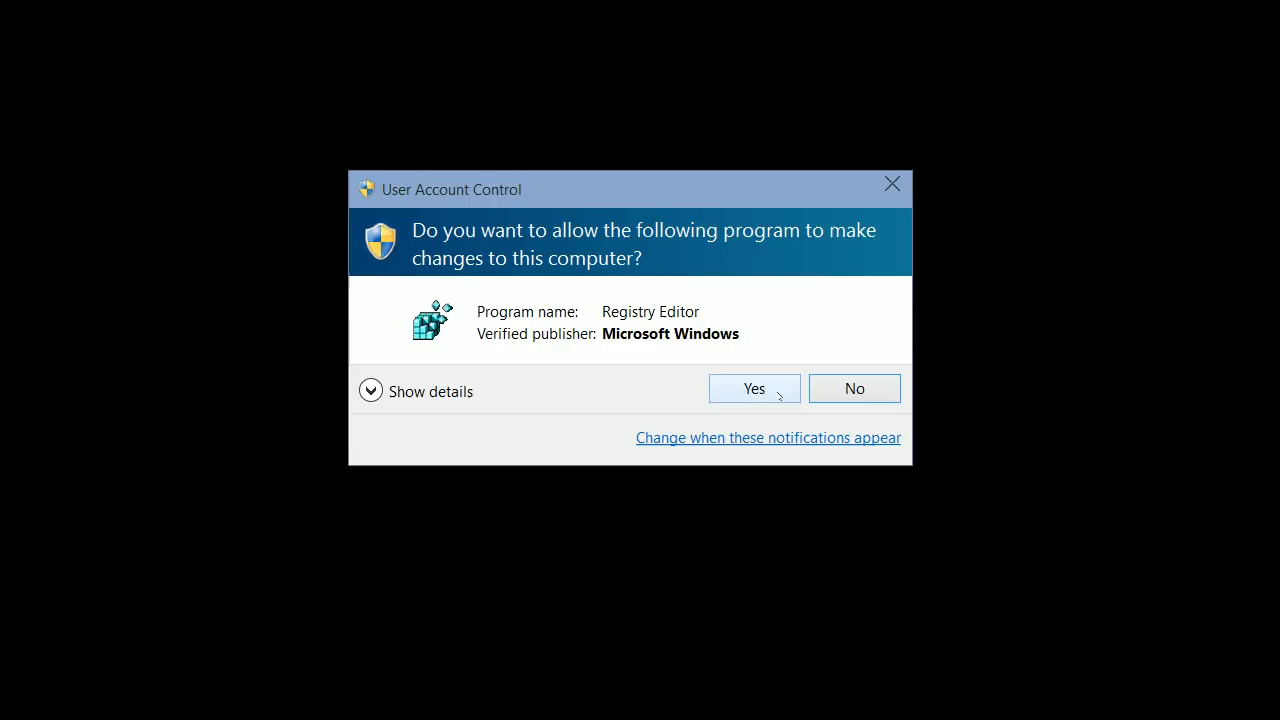 User Account Control
Do you want to allow the following program to make
changes to this computer?
Program name: Registry Editor
Verified publisher: Microsoft Windows
Show details
Yes
No
Change when these notifications appear